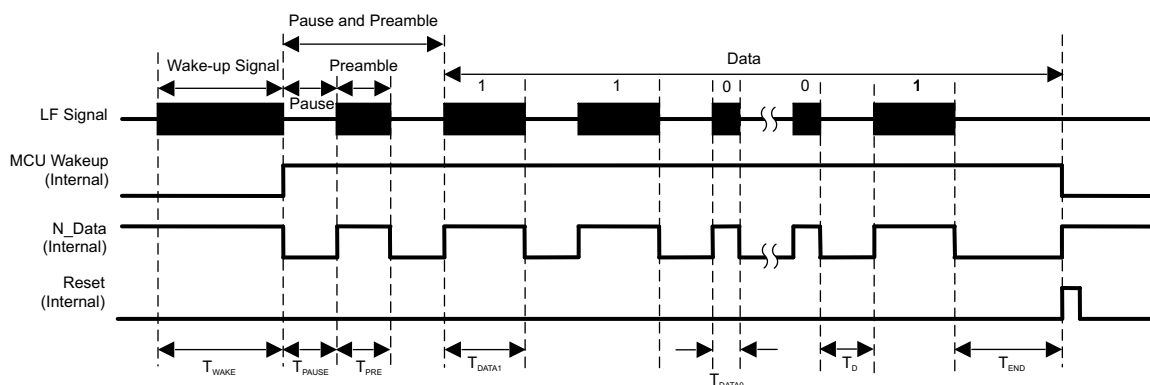 Pause and Preamble
Wake-up Signal
Preamble
Data
Pause
1
1
0
0
1
LF Signal
MCU Wakeup
(Internal)
N_Data
(Internal)
Reset
(Internal)
TWAKE
TPAUSE
TPRE
TDATA1
TDATA0
TD
TEND